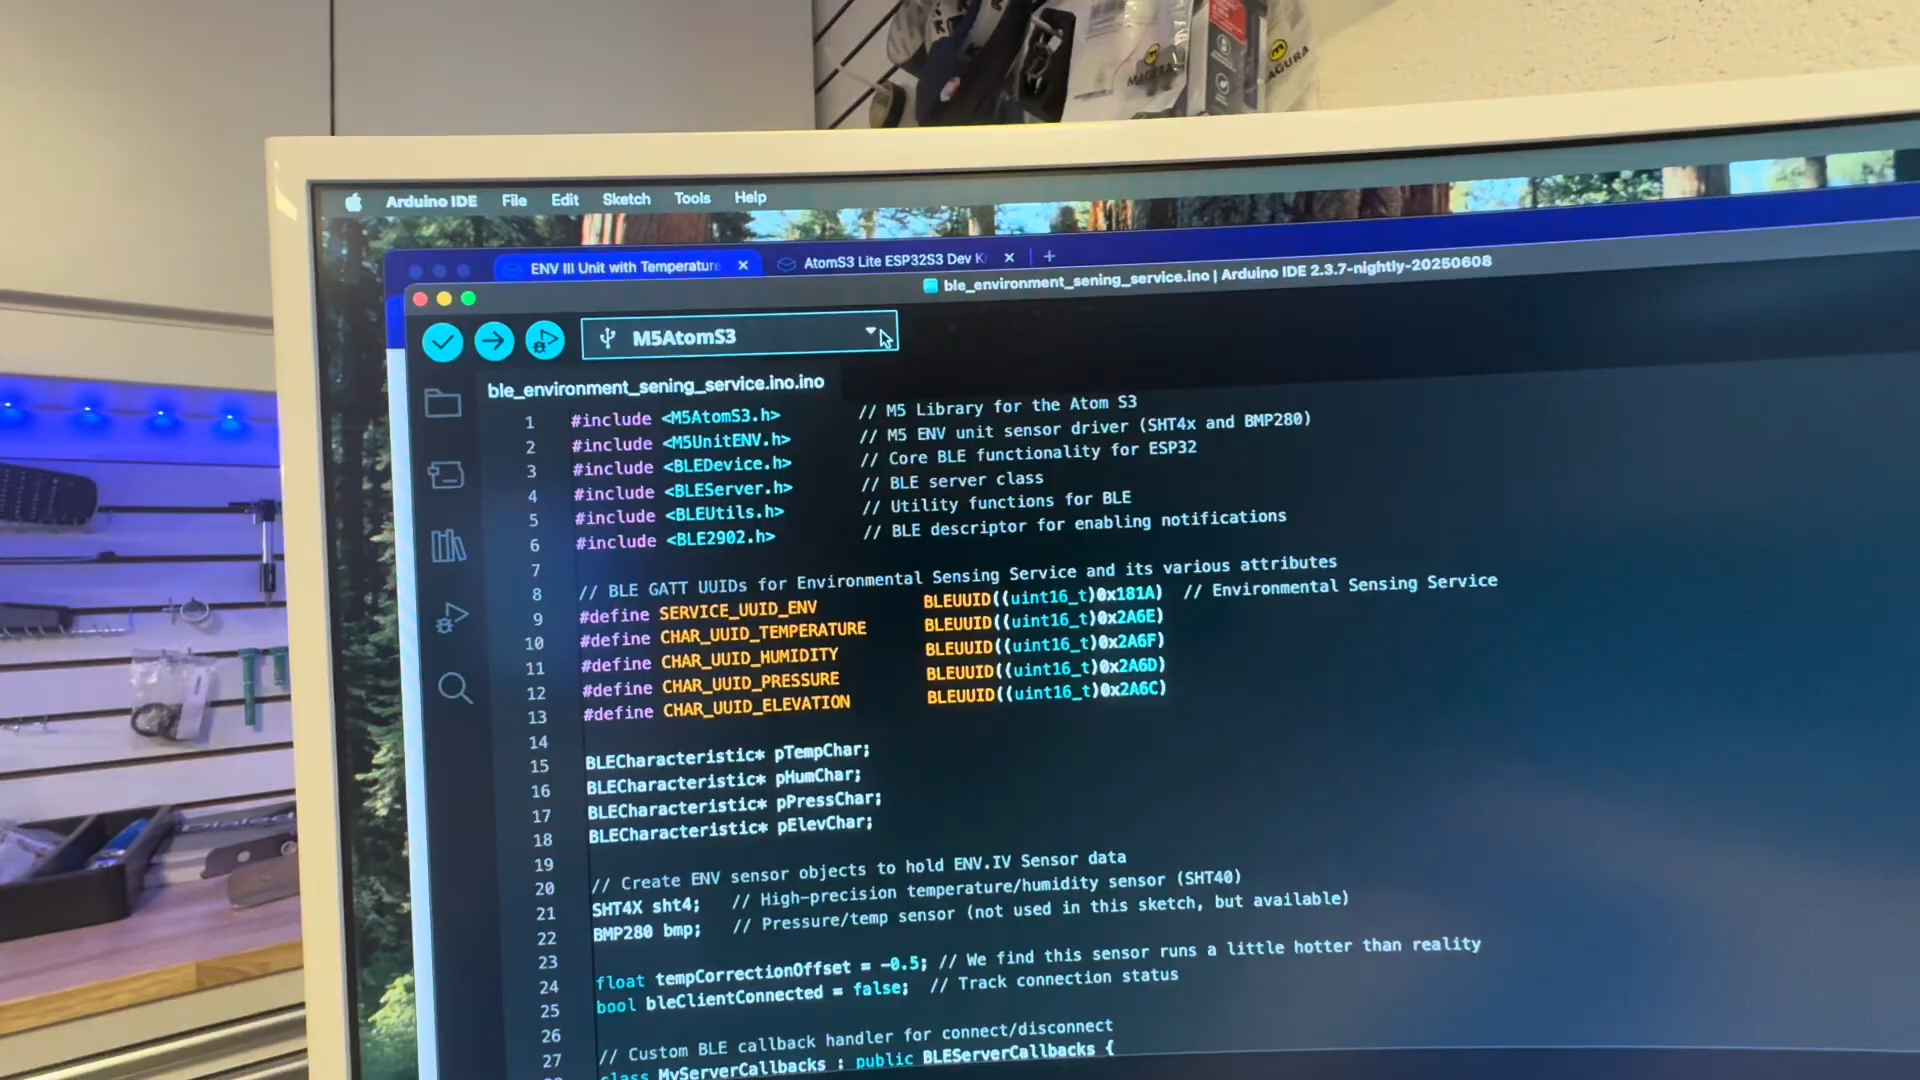 MAGURA
MAGURA
Arduino IDE File Edit Sketch Tools Help
ENV III Unit with Temperature × AtomS3 Lite ESP32S3 Dev K × +
ble_environment_sening_service.ino | Arduino IDE 2.3.7-nightly-20250608
M5AtomS3
ble_environment_sening_service.ino.ino
1 #include <M5AtomS3.h> // M5 Library for the Atom S3
2 #include <M5UnitENV.h> // M5 ENV unit sensor driver (SHT4x and BMP280)
3 #include <BLEDevice.h> // Core BLE functionality for ESP32
4 #include <BLEServer.h> // BLE server class
5 #include <BLEUtils.h> // Utility functions for BLE
6 #include <BLE2902.h> // BLE descriptor for enabling notifications
7
8 // BLE GATT UUIDs for Environmental Sensing Service and its various attributes
9 #define SERVICE_UUID_ENV BLEUUID((uint16_t)0x181A) // Environmental Sensing Service
10 #define CHAR_UUID_TEMPERATURE BLEUUID((uint16_t)0x2A6E)
11 #define CHAR_UUID_HUMIDITY BLEUUID((uint16_t)0x2A6F)
12 #define CHAR_UUID_PRESSURE BLEUUID((uint16_t)0x2A6D)
13 #define CHAR_UUID_ELEVATION BLEUUID((uint16_t)0x2A6C)
14
15 BLECharacteristic* pTempChar;
16 BLECharacteristic* pHumChar;
17 BLECharacteristic* pPressChar;
18 BLECharacteristic* pElevChar;
19
20 // Create ENV sensor objects to hold ENV.IV Sensor data
21 SHT4X sht4; // High-precision temperature/humidity sensor (SHT40)
22 BMP280 bmp; // Pressure/temp sensor (not used in this sketch, but available)
23
24 float tempCorrectionOffset = -0.5; // We find this sensor runs a little hotter than reality
25 bool bleClientConnected = false; // Track connection status
26
27 // Custom BLE callback handler for connect/disconnect
class MyServerCallbacks : public BLEServerCallbacks {